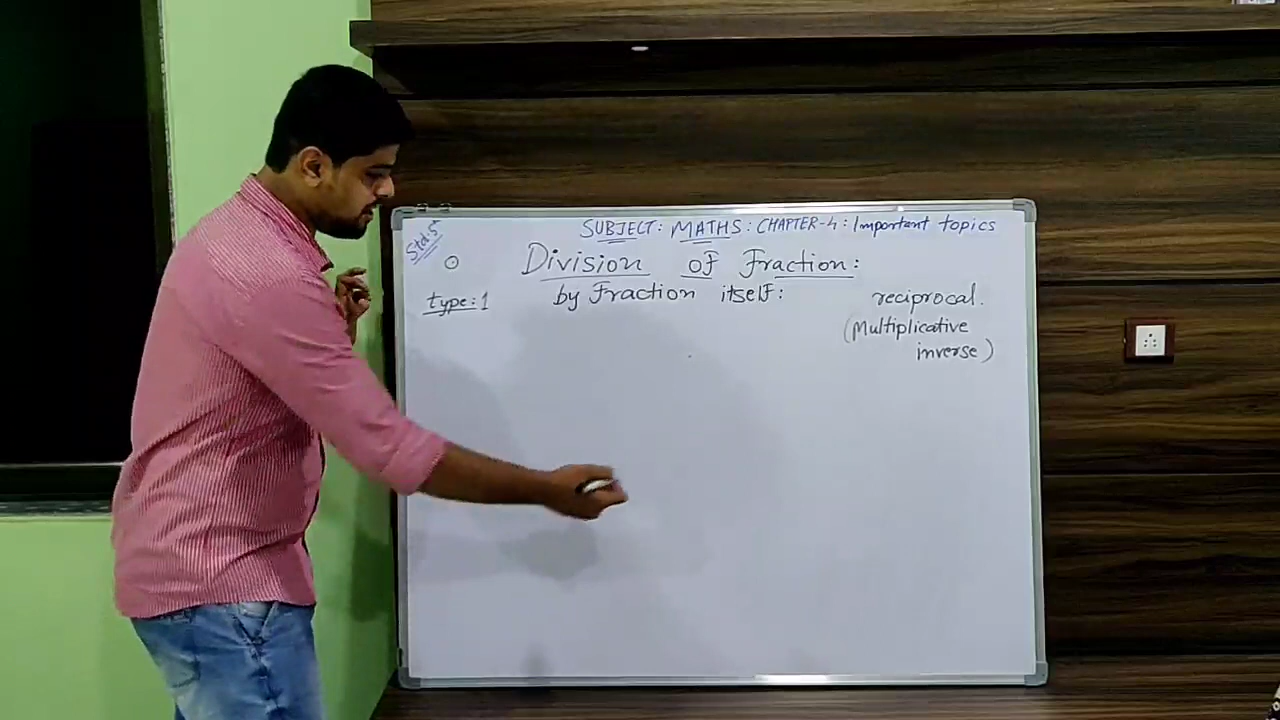 Std.5
SUBJECT: MATHS: CHAPTER-4: Important topics
Division of Fraction:
type:1
by Fraction itself:
reciprocal.
(Multiplicative
inverse)